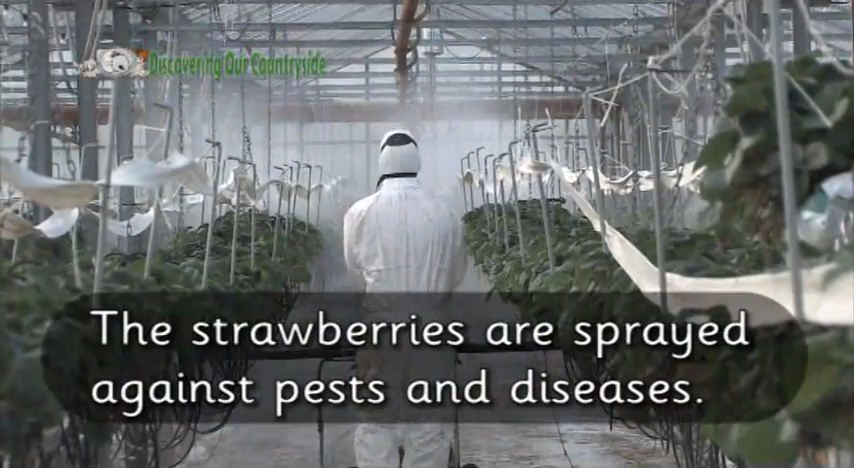 Discovering Our Countryside
The strawberries are sprayed
against pests and diseases.